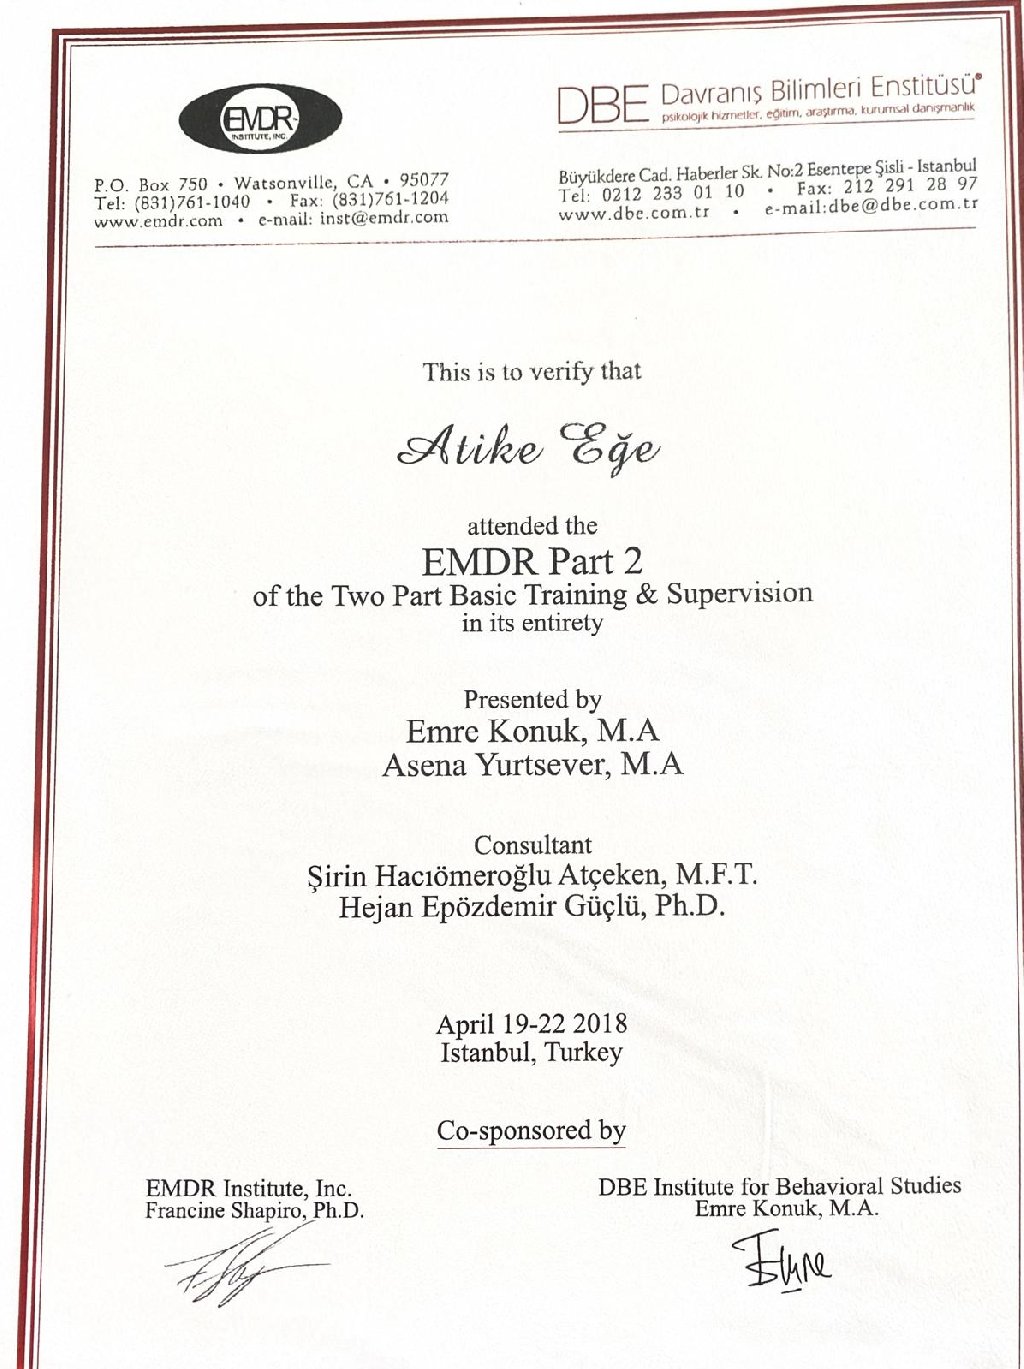 EMDR
INSTITUTE, INC.
P.O. Box 750 • Watsonville, CA • 95077
Tel: (831)761-1040 • Fax: (831)761-1204
www.emdr.com • e-mail: inst@emdr.com
DBE Davranış Bilimleri Enstitüsü®
psikolojik hizmetler, eğitim, araştırma, kurumsal danışmanlık
Büyükdere Cad. Haberler Sk. No:2 Esentepe Şişli - Istanbul
Tel: 0212 233 01 10 • Fax: 212 291 28 97
www.dbe.com.tr • e-mail:dbe@dbe.com.tr
This is to verify that
Atike Eğe
attended the
EMDR Part 2
of the Two Part Basic Training & Supervision
in its entirety
Presented by
Emre Konuk, M.A
Asena Yurtsever, M.A
Consultant
Şirin Hacıömeroğlu Atçeken, M.F.T.
Hejan Epözdemir Güçlü, Ph.D.
April 19-22 2018
Istanbul, Turkey
Co-sponsored by
EMDR Institute, Inc.
Francine Shapiro, Ph.D.
DBE Institute for Behavioral Studies
Emre Konuk, M.A.